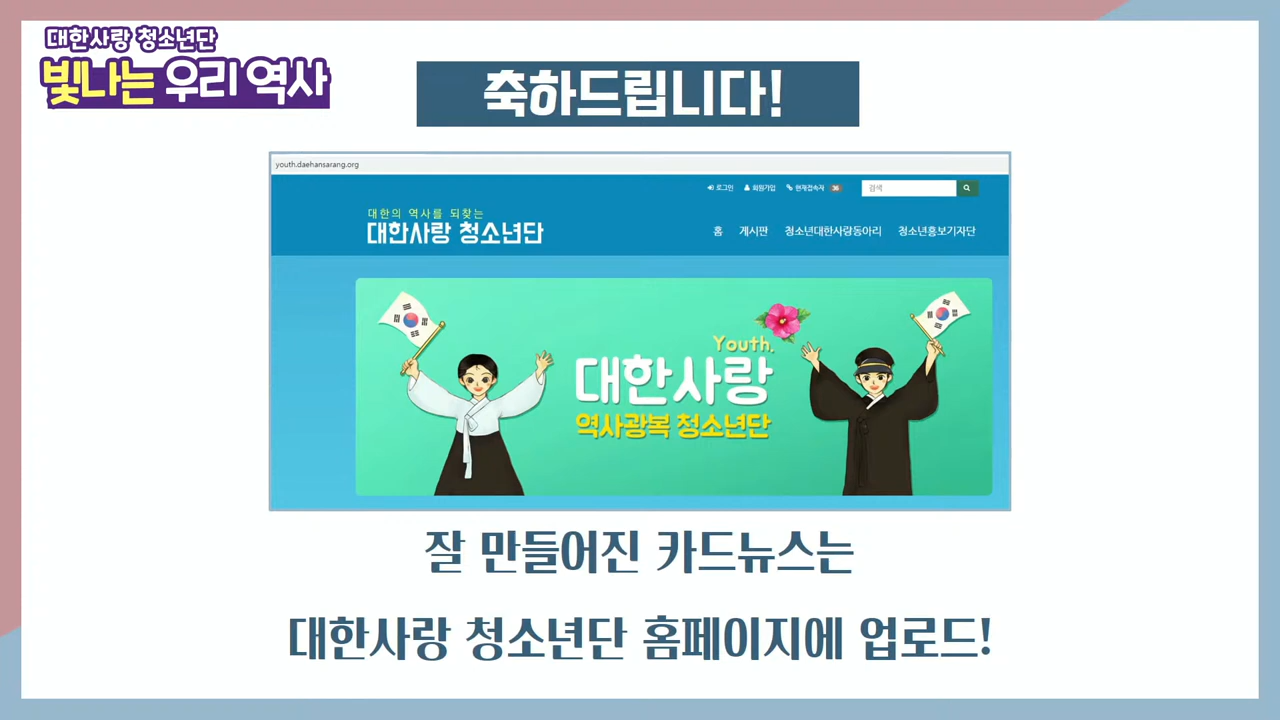 대한사랑 청소년단
빛나는 우리 역사
축하드립니다!
youth.daehansarang.org
로그인 회원가입 현재접속자 36 검색
대한의 역사를 되찾는
대한사랑 청소년단
홈 게시판 청소년대한사랑동아리 청소년홍보기자단
Youth.
대한사랑
역사광복 청소년단
잘 만들어진 카드뉴스는
대한사랑 청소년단 홈페이지에 업로드!